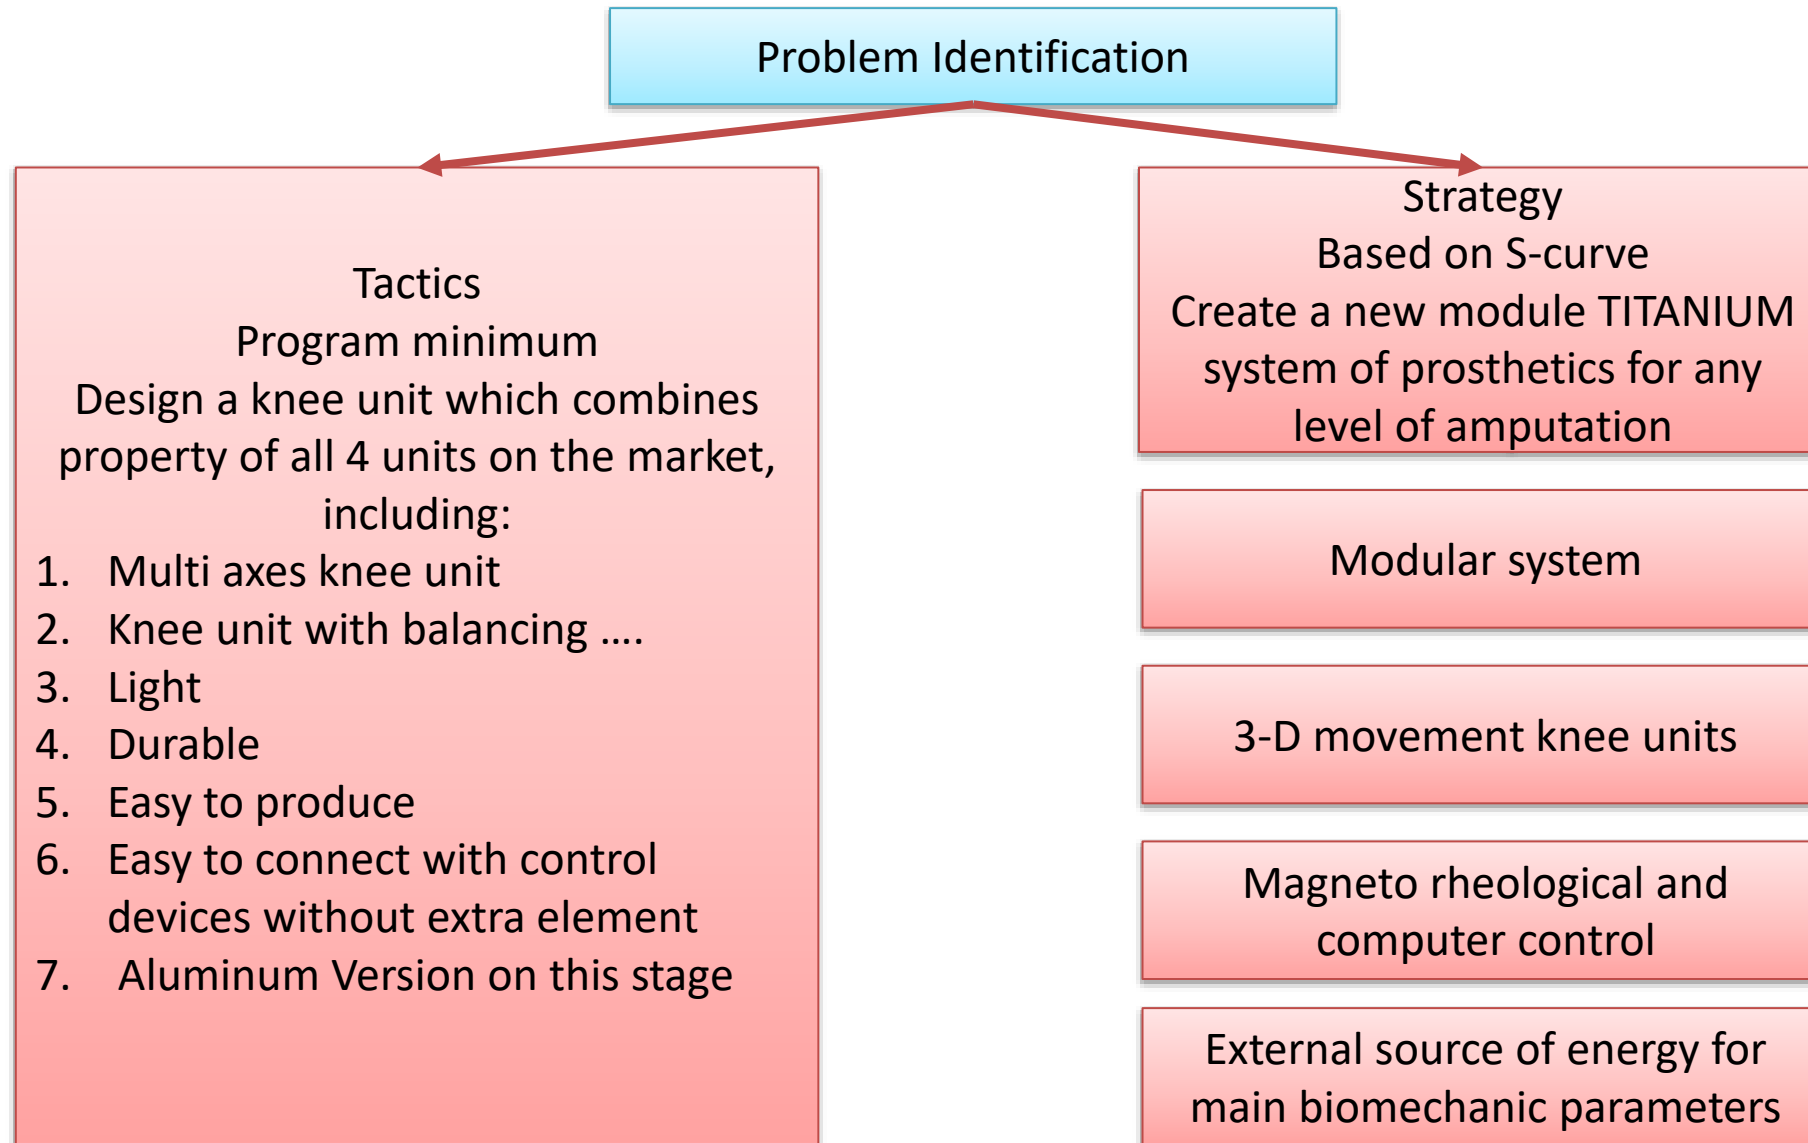 Problem Identification
Tactics
Program minimum
Design a knee unit which combines
property of all 4 units on the market,
including:
1. Multi axes knee unit
2. Knee unit with balancing ....
3. Light
4. Durable
5. Easy to produce
6. Easy to connect with control
devices without extra element
7. Aluminum Version on this stage
Strategy
Based on S-curve
Create a new module TITANIUM
system of prosthetics for any
level of amputation
Modular system
3-D movement knee units
Magneto rheological and
computer control
External source of energy for
main biomechanic parameters